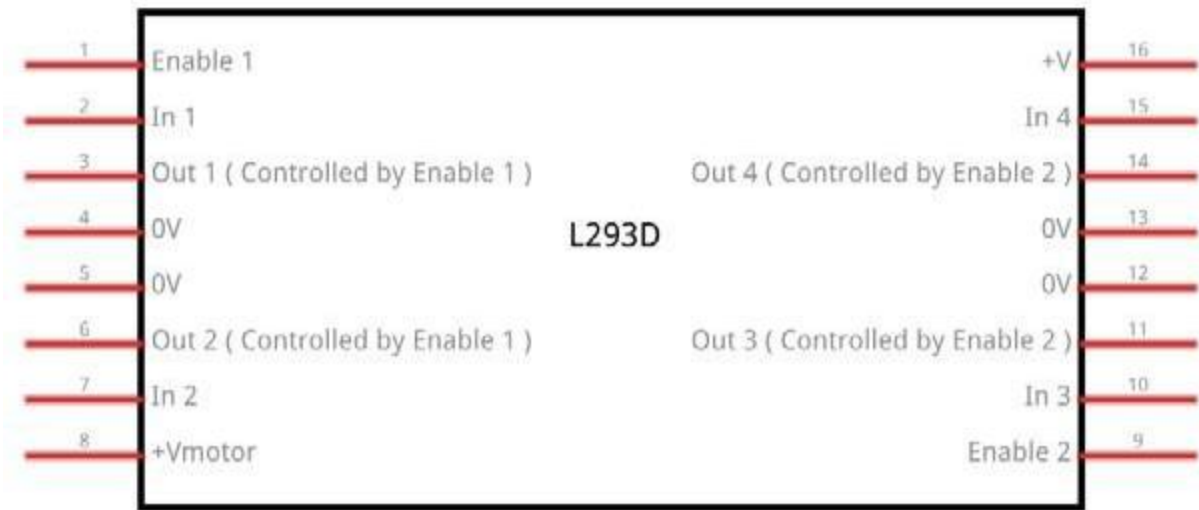 1 Enable 1 +V 16
2 In 1 In 4 15
3 Out 1 ( Controlled by Enable 1 ) Out 4 ( Controlled by Enable 2 ) 14
4 0V 0V 13
L293D
5 0V 0V 12
6 Out 2 ( Controlled by Enable 1 ) Out 3 ( Controlled by Enable 2 ) 11
7 In 2 In 3 10
8 +Vmotor Enable 2 9